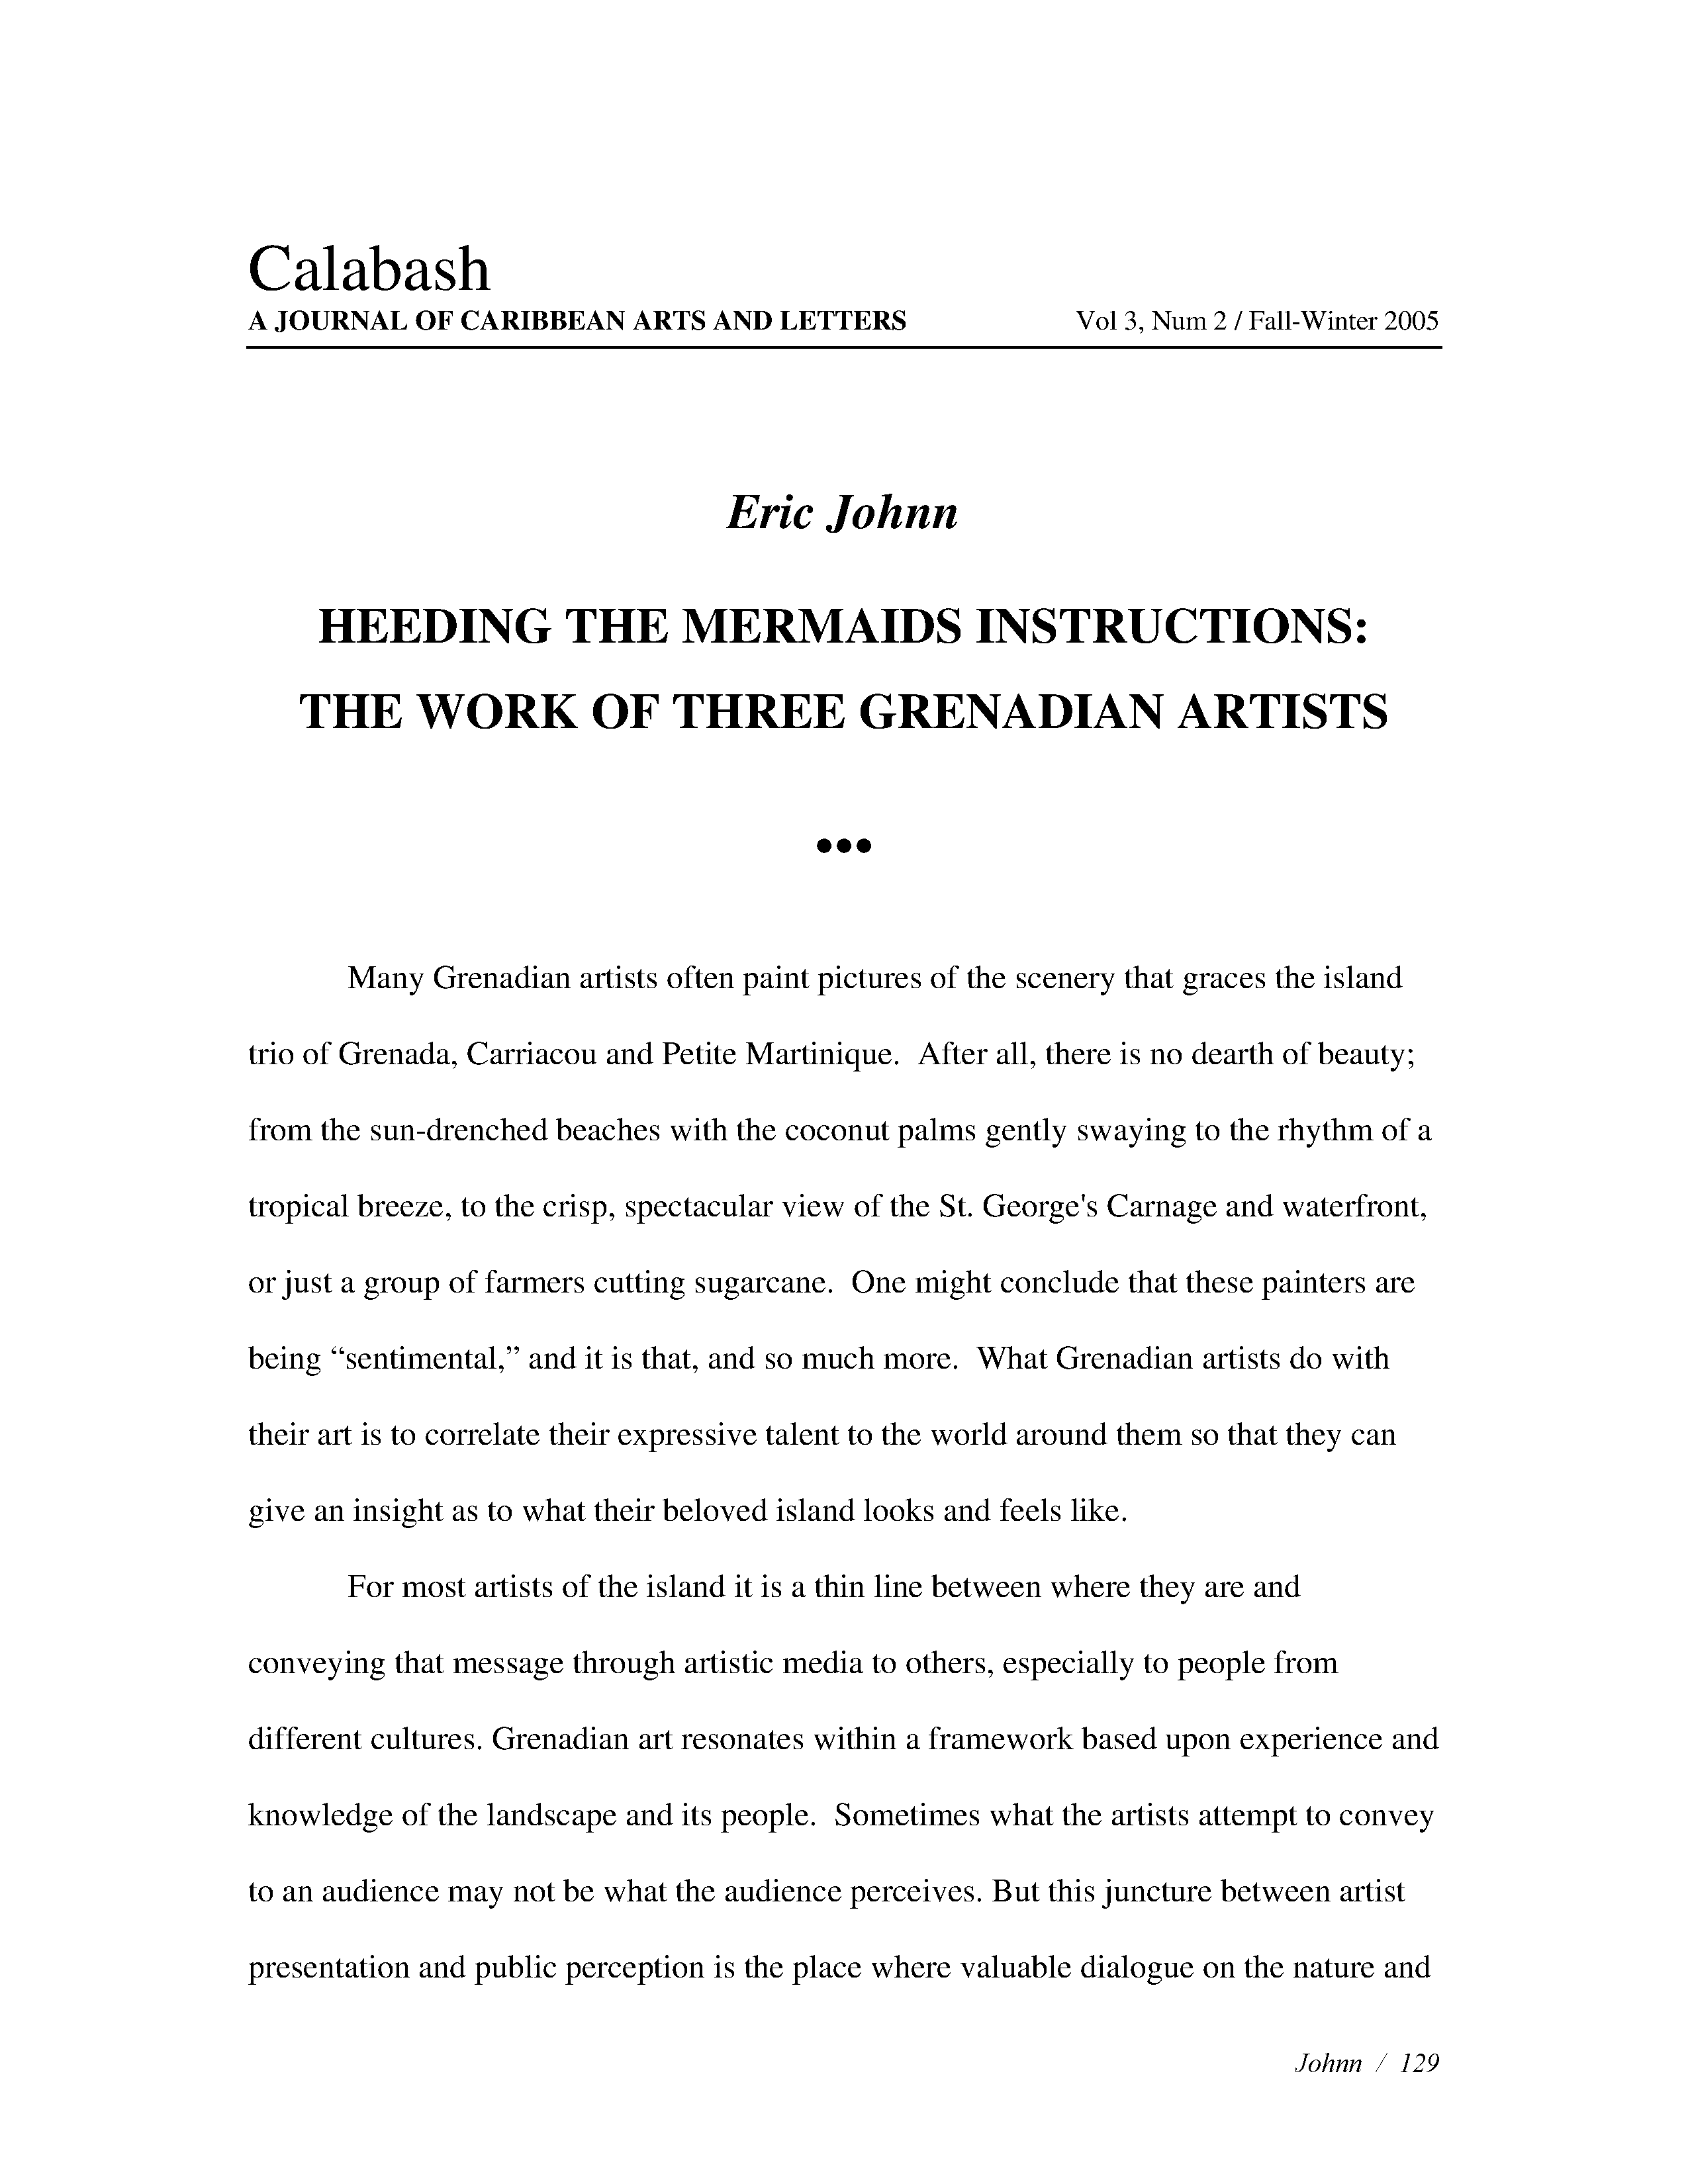 Calabash
A JOURNAL OF CARIBBEAN ARTS AND LETTERS Vol 3, Num 2 / Fall-Winter 2005
Eric Johnn
HEEDING THE MERMAIDS INSTRUCTIONS:
THE WORK OF THREE GRENADIAN ARTISTS
•••
Many Grenadian artists often paint pictures of the scenery that graces the island
trio of Grenada, Carriacou and Petite Martinique.  After all, there is no dearth of beauty;
from the sun-drenched beaches with the coconut palms gently swaying to the rhythm of a
tropical breeze, to the crisp, spectacular view of the St. George's Carnage and waterfront,
or just a group of farmers cutting sugarcane.  One might conclude that these painters are
being “sentimental,” and it is that, and so much more.  What Grenadian artists do with
their art is to correlate their expressive talent to the world around them so that they can
give an insight as to what their beloved island looks and feels like.
For most artists of the island it is a thin line between where they are and
conveying that message through artistic media to others, especially to people from
different cultures. Grenadian art resonates within a framework based upon experience and
knowledge of the landscape and its people.  Sometimes what the artists attempt to convey
to an audience may not be what the audience perceives. But this juncture between artist
presentation and public perception is the place where valuable dialogue on the nature and
Johnn / 129